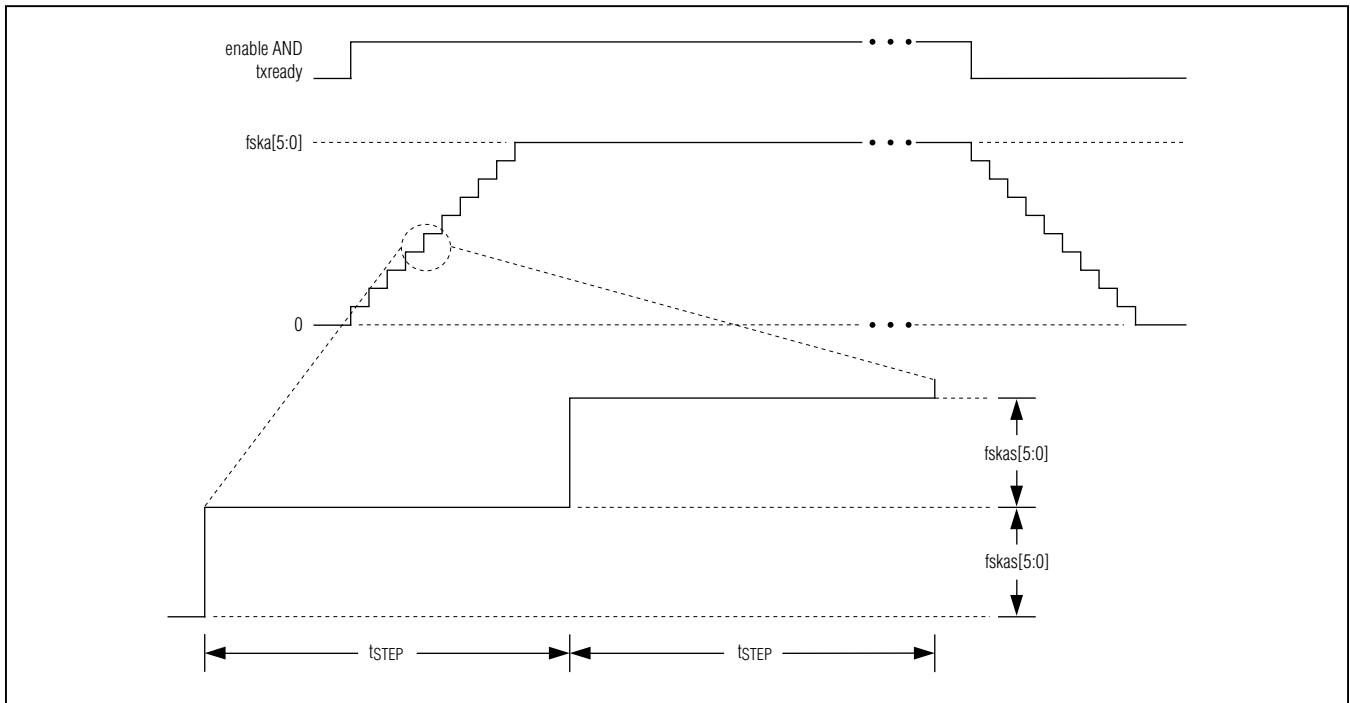 enable AND
txready
fska[5:0]
0
fskas[5:0]
fskas[5:0]
tSTEP
tSTEP